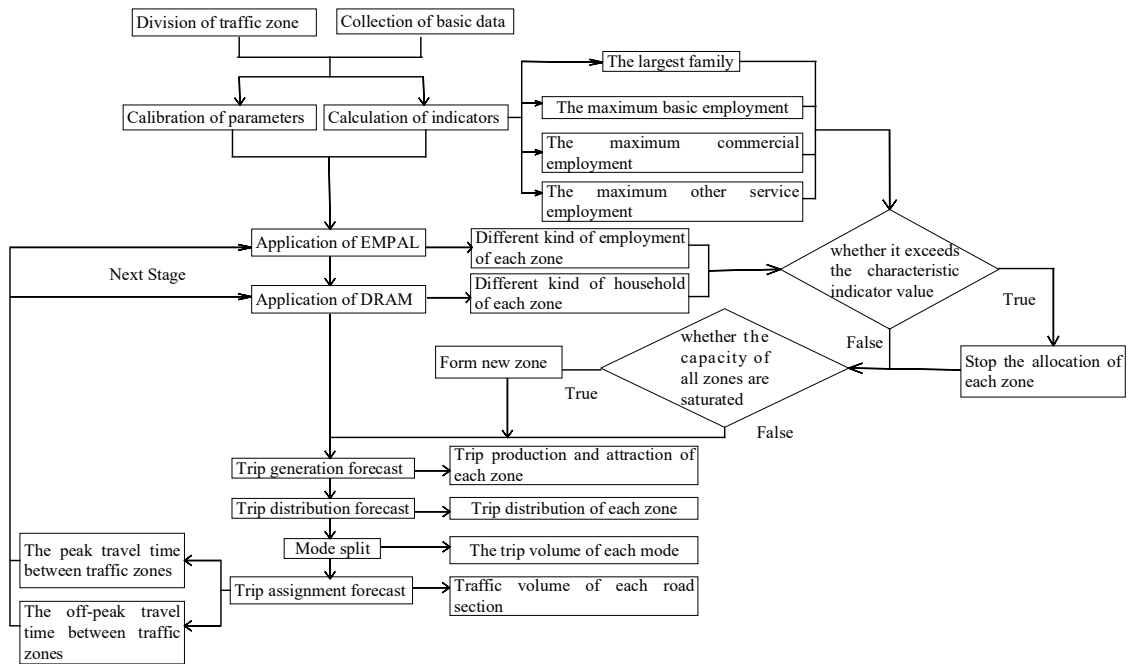 Division of traffic zone
Collection of basic data
The largest family
Calibration of parameters
Calculation of indicators
The maximum basic employment
The maximum commercial
employment
The maximum other service
employment
Application of EMPAL
Different kind of employment
of each zone
whether it exceeds
the characteristic
indicator value
Next Stage
Application of DRAM
Different kind of household
of each zone
True
False
whether the
capacity of
all zones are
saturated
Form new zone
True
Stop the allocation of
each zone
False
Trip generation forecast
Trip production and attraction of
each zone
Trip distribution forecast
Trip distribution of each zone
Mode split
The trip volume of each mode
The peak travel time
between traffic zones
Trip assignment forecast
Traffic volume of each road
section
The off-peak travel
time between traffic
zones